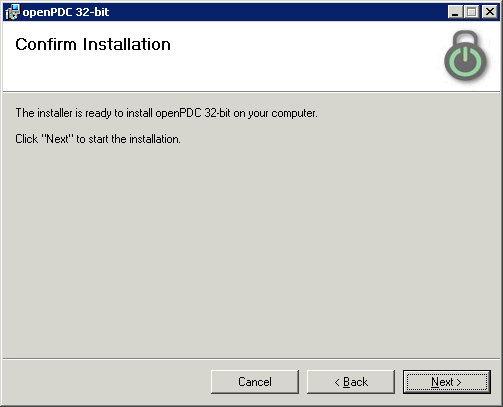 openPDC 32-bit
Confirm Installation
The installer is ready to install openPDC 32-bit on your computer.
Click "Next" to start the installation.
Cancel
< Back
Next >